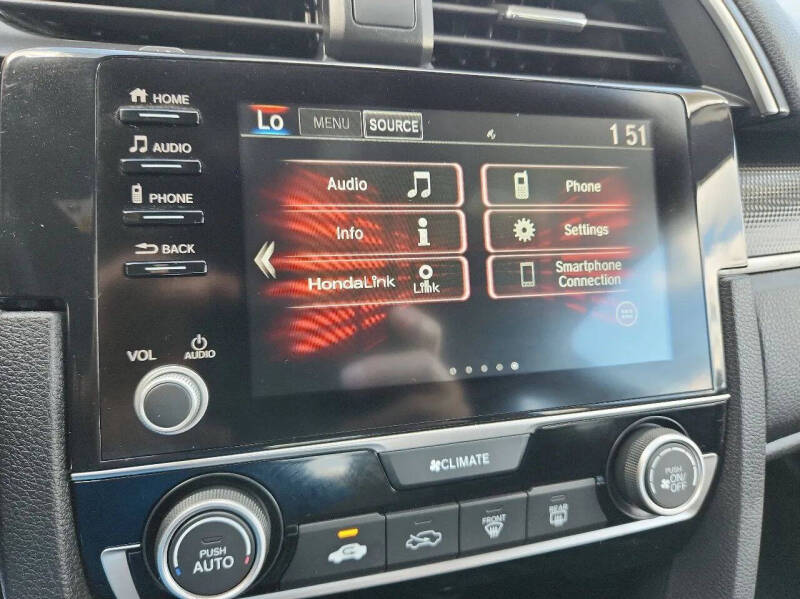 HOME
AUDIO
PHONE
BACK
VOL
AUDIO
Lo MENU SOURCE 1 51
Audio Phone
Info Settings
HondaLink Link Smartphone
Connection
CLIMATE
PUSH
AUTO
FRONT REAR
PUSH
ON/
OFF